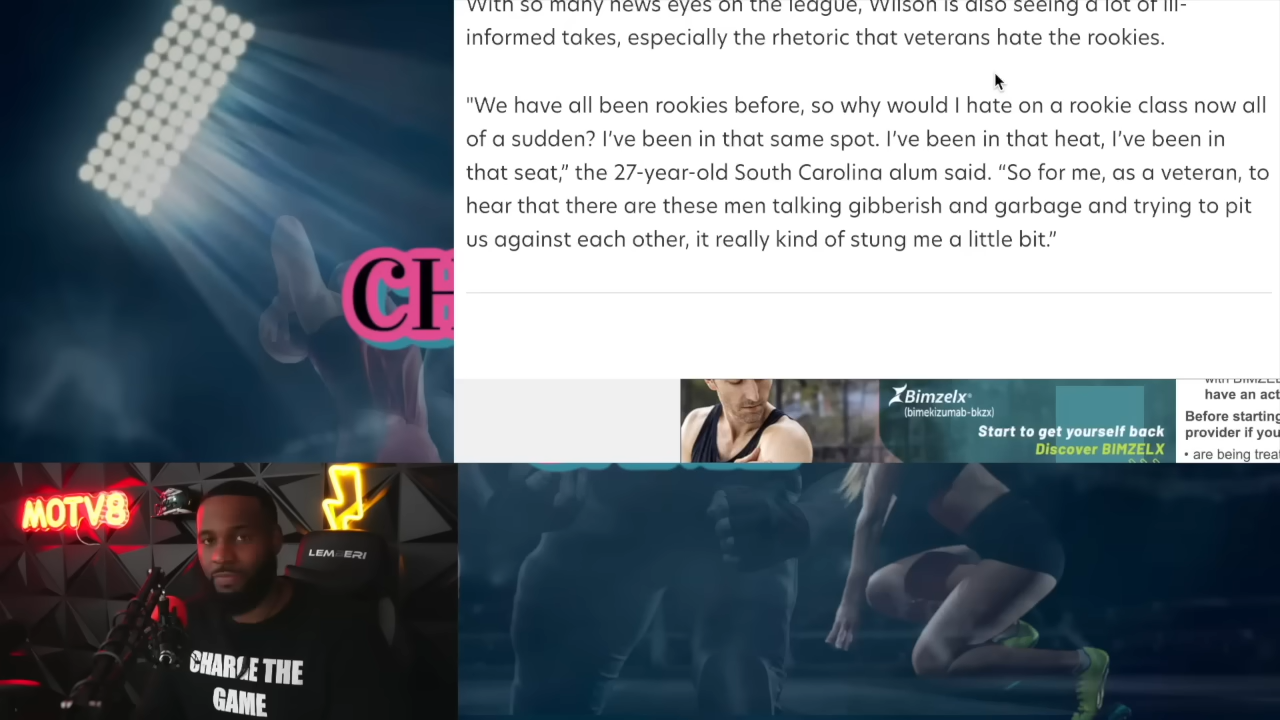 With so many news eyes on the league, Wilson is also seeing a lot of ill-
informed takes, especially the rhetoric that veterans hate the rookies.
"We have all been rookies before, so why would I hate on a rookie class now all
of a sudden? I’ve been in that same spot. I’ve been in that heat, I’ve been in
that seat,” the 27-year-old South Carolina alum said. “So for me, as a veteran, to
hear that there are these men talking gibberish and garbage and trying to pit
us against each other, it really kind of stung me a little bit.”
CH
Bimzelx®
(bimekizumab-bkzx)
Start to get yourself back
Discover BIMZELX
with BIMZEL
have an act
Before starting
provider if you
• are being treat
MOTV8
LEMBERI
CHARGE THE
GAME